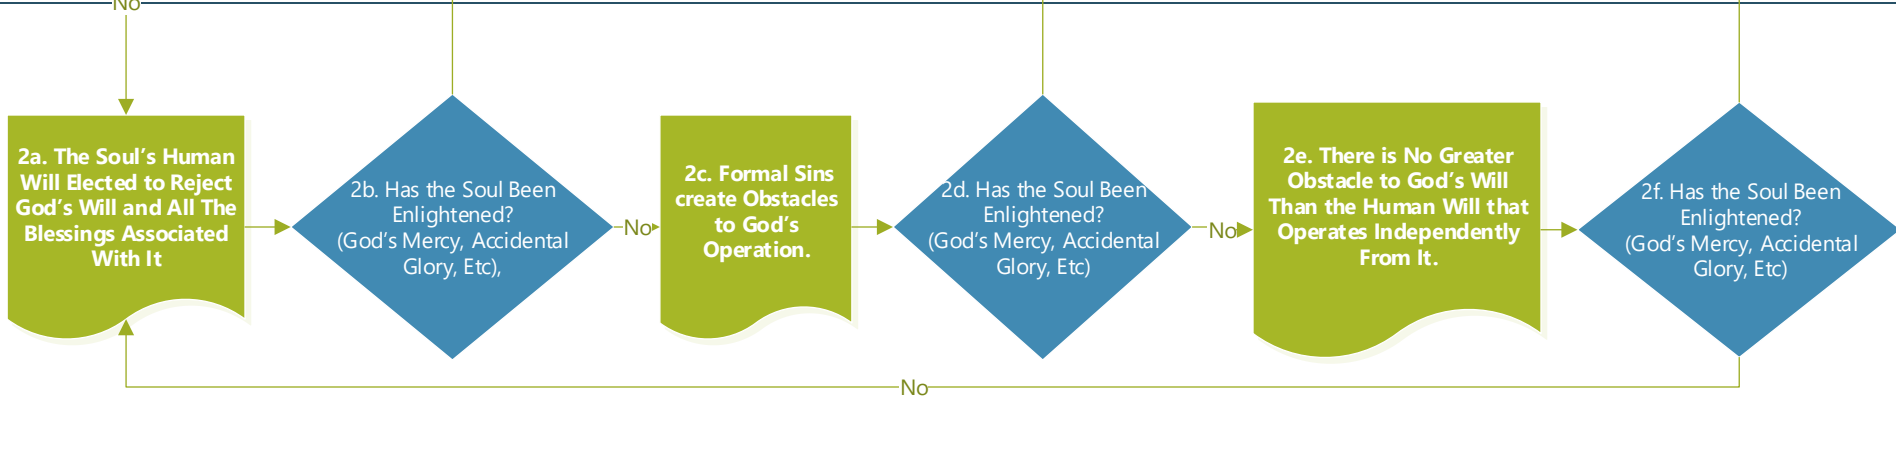 No
2a. The Soul's Human
Will Elected to Reject
God's Will and All The
Blessings Associated
With It
2b. Has the Soul Been
Enlightened?
(God's Mercy, Accidental
Glory, Etc),
No
2c. Formal Sins
create Obstacles
to God's
Operation.
2d. Has the Soul Been
Enlightened?
(God's Mercy, Accidental
Glory, Etc)
No
2e. There is No Greater
Obstacle to God's Will
Than the Human Will that
Operates Independently
From It.
2f. Has the Soul Been
Enlightened?
(God's Mercy, Accidental
Glory, Etc)
No